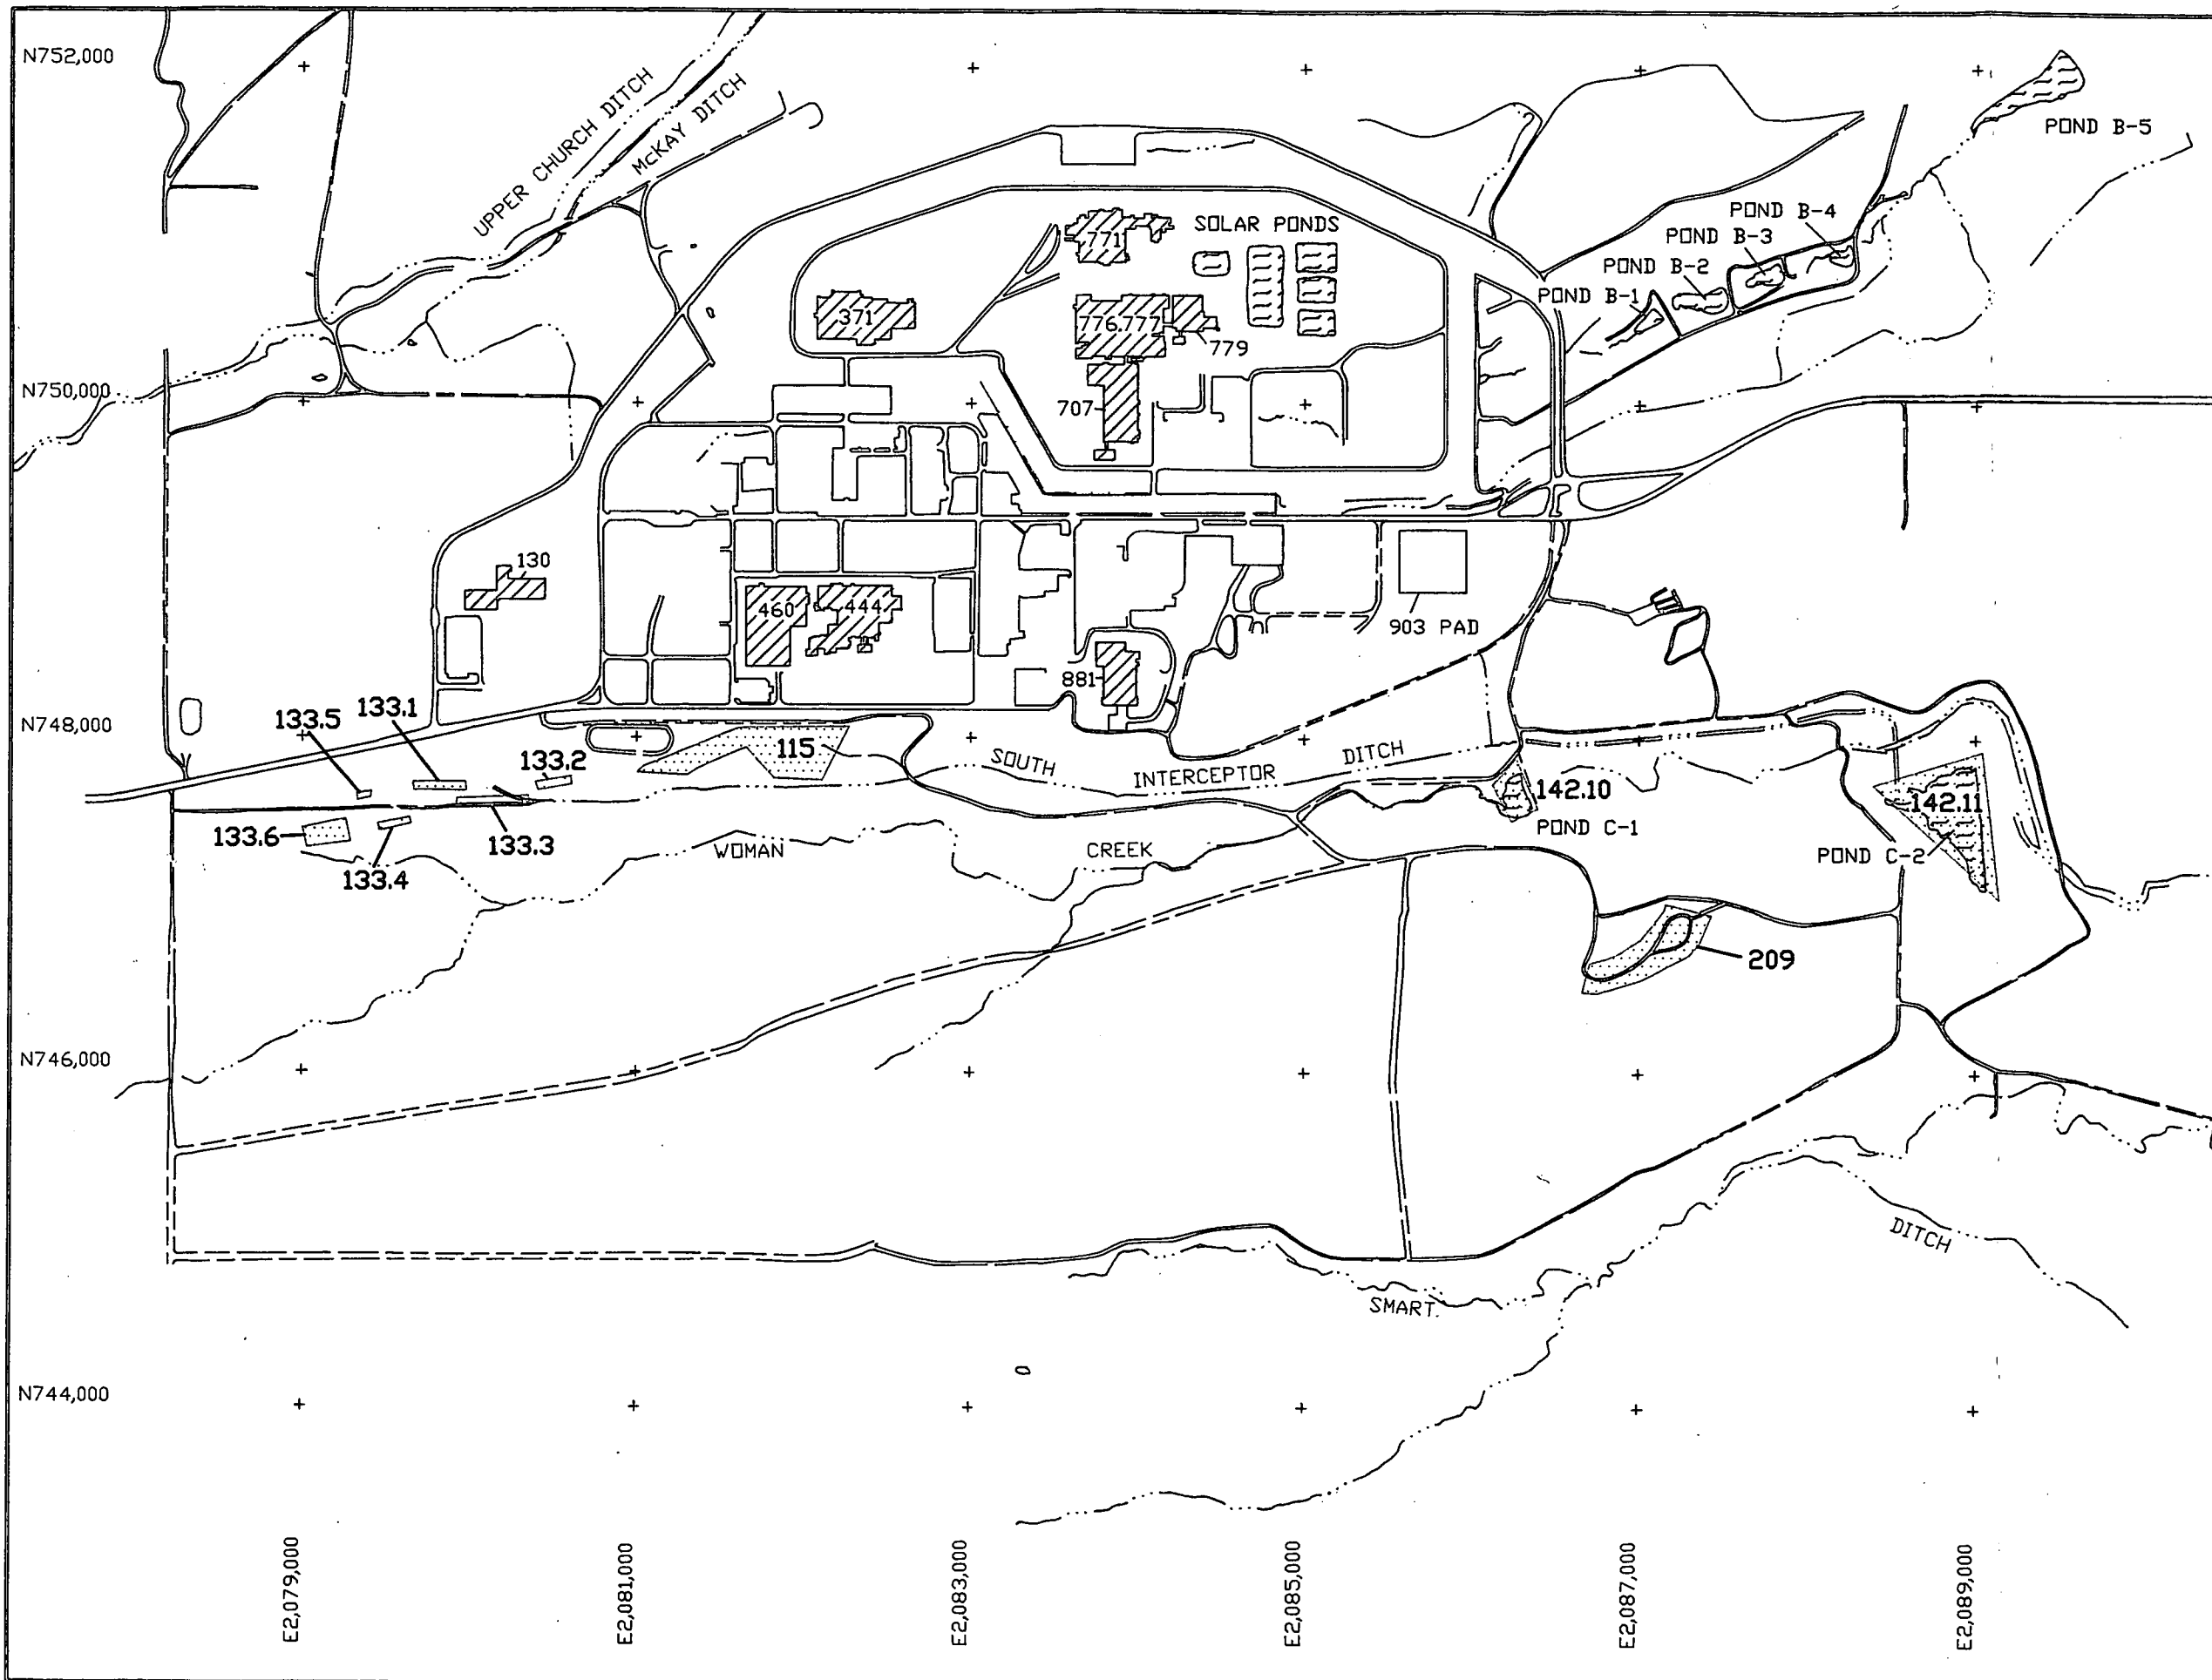 N752,000
UPPER CHURCH DITCH
McKAY DITCH
POND B-5
SOLAR PONDS
POND B-4
POND B-3
POND B-2
POND B-1
771
371
776,777
779
N750,000
707
130
460
444
903 PAD
881
N748,000
133.5
133.1
133.2
115
SOUTH INTERCEPTOR DITCH
142.10
142.11
POND C-1
133.6
133.3
133.4
WOMAN CREEK
POND C-2
209
N746,000
DITCH
SMART
N744,000
E2,079,000
E2,081,000
E2,083,000
E2,085,000
E2,087,000
E2,089,000